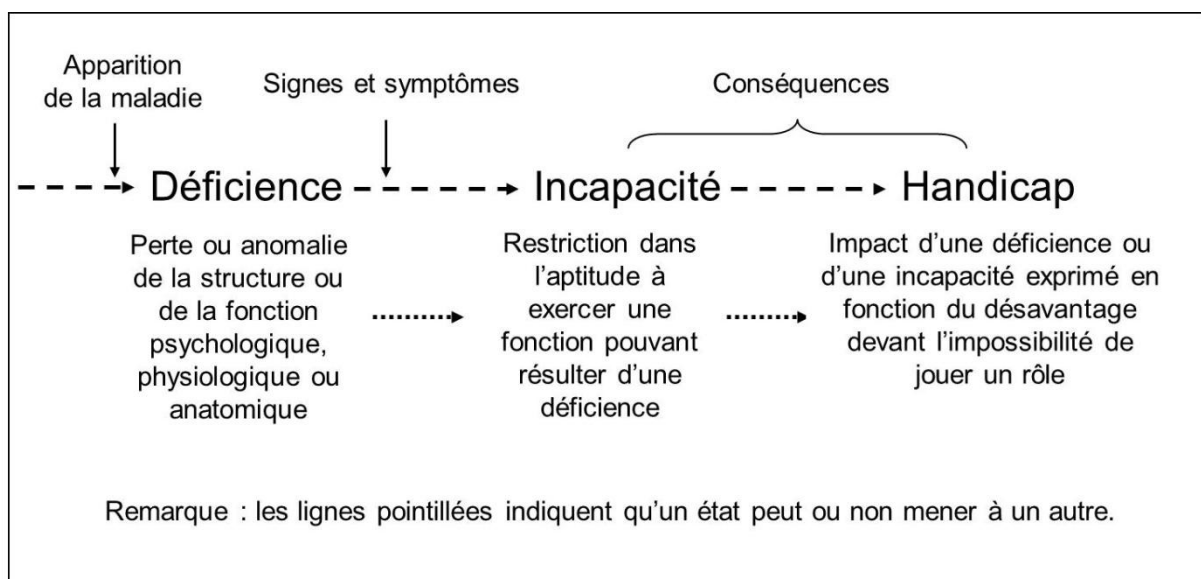 Apparition
de la maladie
Signes et symptômes
Conséquences
Déficience
Incapacité
Handicap
Perte ou anomalie
de la structure ou
de la fonction
psychologique,
physiologique ou
anatomique
Restriction dans
l’aptitude à
exercer une
fonction pouvant
résulter d’une
déficience
Impact d’une déficience ou
d’une incapacité exprimé en
fonction du désavantage
devant l’impossibilité de
jouer un rôle
Remarque : les lignes pointillées indiquent qu’un état peut ou non mener à un autre.